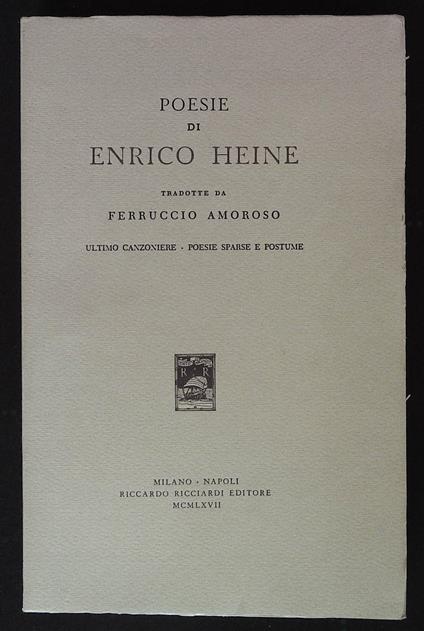 POESIE
DI
ENRICO HEINE
TRADOTTE DA
FERRUCCIO AMOROSO
ULTIMO CANZONIERE • POESIE SPARSE E POSTUME
R R
MILANO • NAPOLI
RICCARDO RICCIARDI EDITORE
MCMLXVII